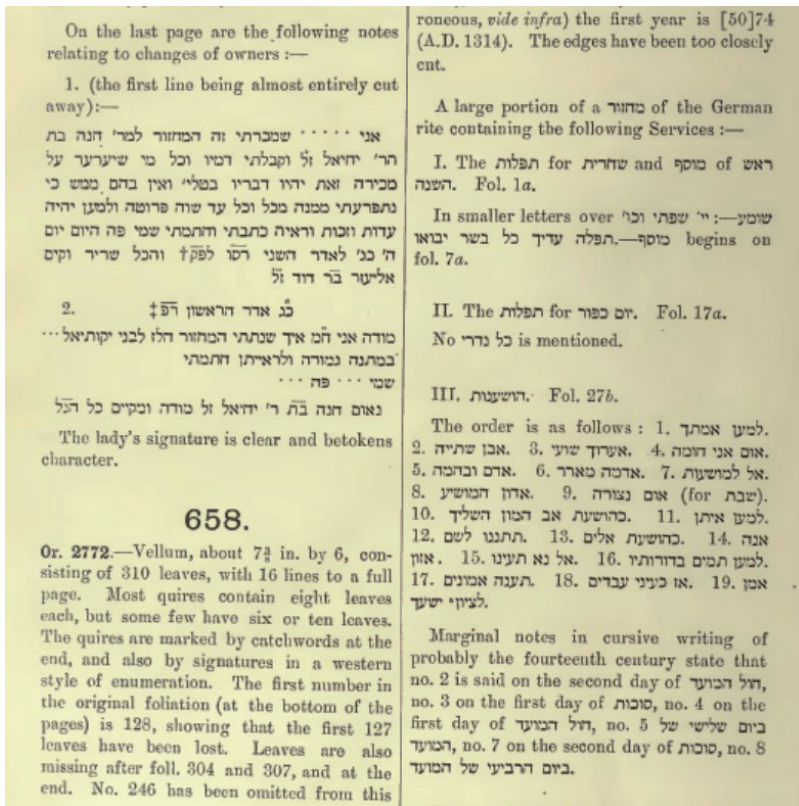 On the last page are the following notes
relating to changes of owners :—
1. (the first line being almost entirely cut
away):—
אני ····· שמכרתי זה המחזור למר׳ חנה בת
הר׳ יחיאל ז̅ל̅ וקבלתי דמיו וכל מי שיערער על
מכירה זאת יהיו דבריו בטלי׳ ואין בהם ממש כי
נתפרעתי ממנה מכל וכל עד שוה פרוטה ולמען יהיה
עדות וזכות וראיה כתבתי והתמתי שמי פה היום יום
ה׳ כג׳ לאדר השני רסו לפק† והכל שריר וקים
אליעזר בר דוד זל
2. כג אדר הראשון רפ‡
מודה אני המ איך שנתתי המחזור הלז לבני יקותיאל ···
במתנה גמורה ולראייתן חתמתי
שמי ··· פה ···
נאום חנה בת ר׳ יחיאל זל מודה ומקיים כל הנל
The lady's signature is clear and betokens
character.
658.
Or. 2772.—Vellum, about 7¾ in. by 6, con-
sisting of 310 leaves, with 16 lines to a full
page. Most quires contain eight leaves
each, but some few have six or ten leaves.
The quires are marked by catchwords at the
end, and also by signatures in a western
style of enumeration. The first number in
the original foliation (at the bottom of the
pages) is 128, showing that the first 127
leaves have been lost. Leaves are also
missing after foll. 304 and 307, and at the
end. No. 246 has been omitted from this
roneous, vide infra) the first year is [50]74
(A.D. 1314). The edges have been too closely
cut.
A large portion of a מחזור of the German
rite containing the following Services :—
I. The תפלות for שחרית and מוסף of ראש
השנה. Fol. 1a.
In smaller letters over שומע—:יי׳ שפתי וכו׳
תפלה עדיך כל בשר יבואו.—מוסף begins on
fol. 7a.
II. The תפלות for יום כפור. Fol. 17a.
No כל נדרי is mentioned.
III. הושענות. Fol. 27b.
The order is as follows : 1. למען אמתך.
2. אבן שתייה. 3. אערוך שועי. 4. אום אני חומה.
5. אדם ובהמה. 6. אדמה מארר. 7. אל למושעות.
8. אדון המושיע. 9. אום נצורה (for שבת).
10. כהושעת אב המון השליך. 11. למען איתן.
12. תתננו לשם. 13. כהושעת אלים. 14. אנה
אזון. 15. אל נא תעינו. 16. למען תמים בדורותיו.
17. תענה אמונים. 18. אז כעיני עבדים. 19. אמן
לציון ישעך.
Marginal notes in cursive writing of
probably the fourteenth century state that
no. 2 is said on the second day of חול המועד,
no. 3 on the first day of סוכות, no. 4 on the
first day of חול המועד, no. 5 ביום שלישי של
המועד, no. 7 on the second day of סוכות, no. 8
ביום הרביעי של המועד.